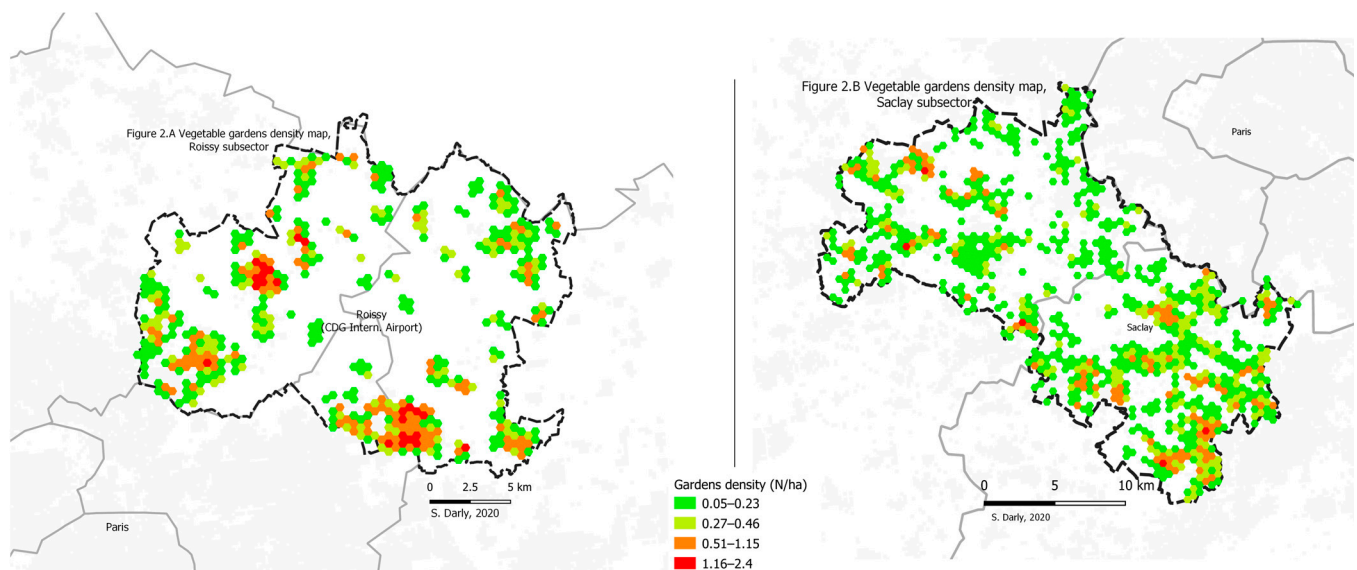 Figure 2.A Vegetable gardens density map,
Roissy subsector
Roissy
(CDG Intern. Airport)
Paris
0 2.5 5 km
S. Darly, 2020
Figure 2.B Vegetable gardens density map,
Saclay subsector
Paris
Saclay
0 5 10 km
S. Darly, 2020
Gardens density (N/ha)
0.05–0.23
0.27–0.46
0.51–1.15
1.16–2.4